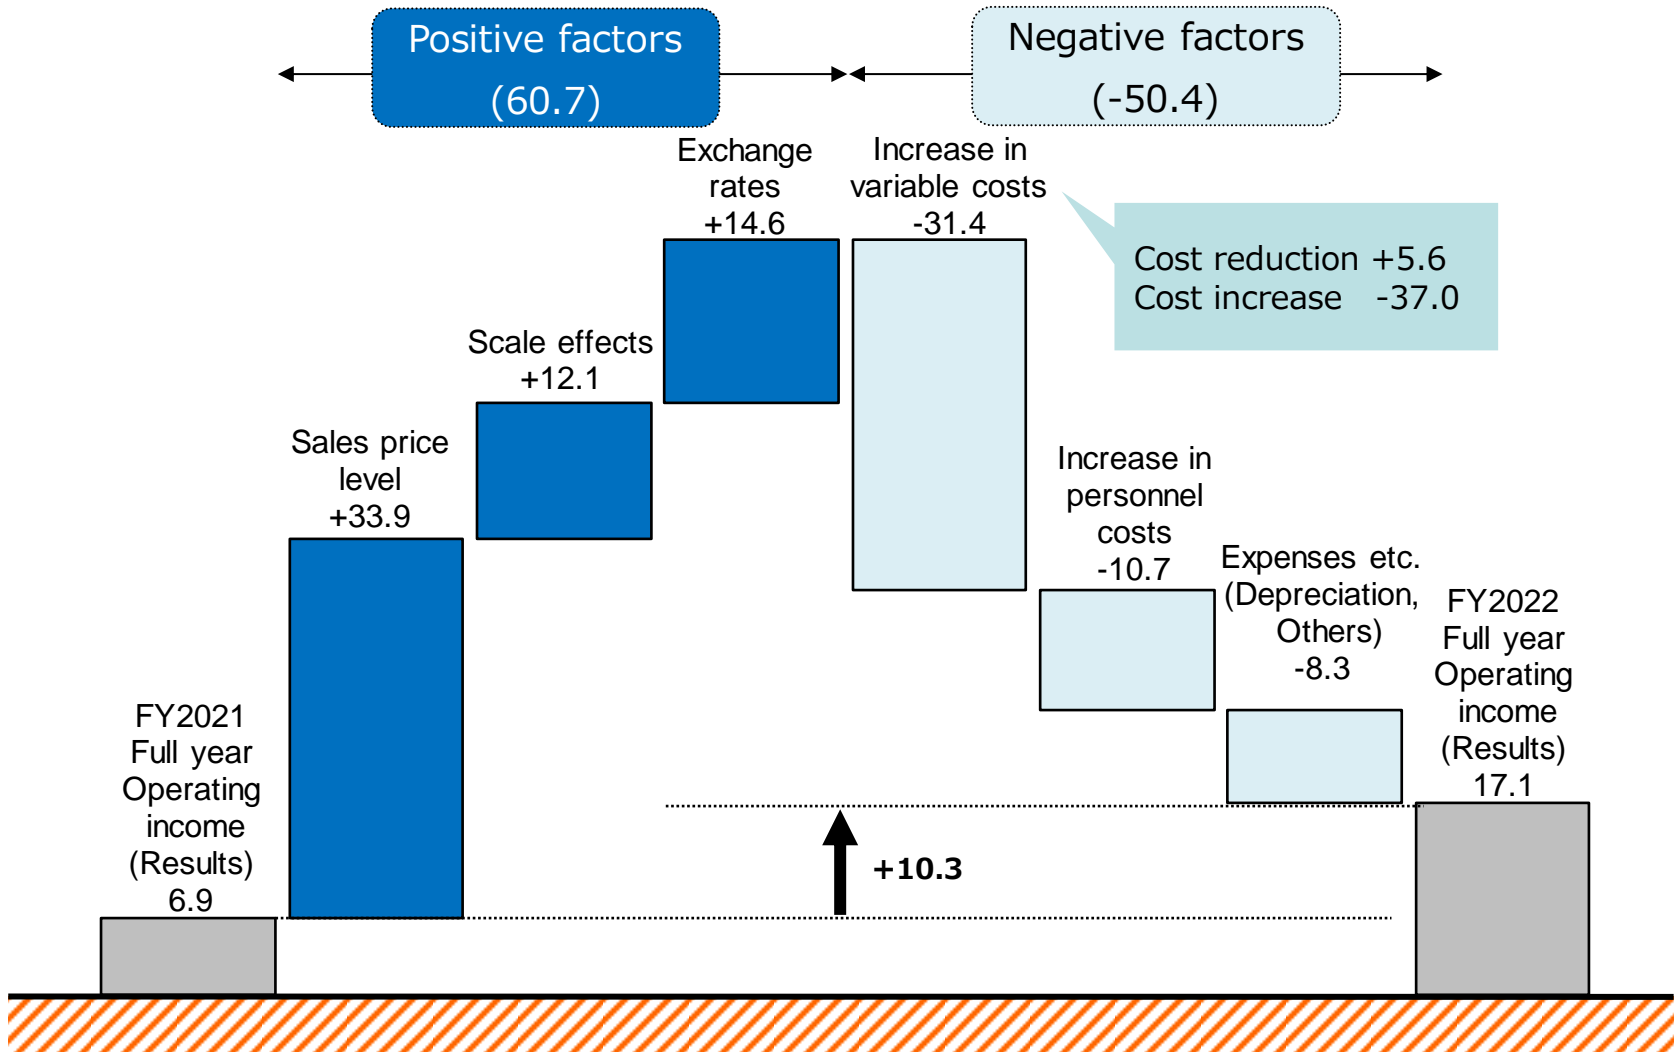 Positive factors
(60.7)
Negative factors
(-50.4)
Exchange
rates
+14.6
Increase in
variable costs
-31.4
Cost reduction +5.6
Cost increase -37.0
Scale effects
+12.1
Sales price
level
+33.9
Increase in
personnel
costs
-10.7
Expenses etc.
(Depreciation,
Others)
-8.3
FY2022
Full year
Operating
income
(Results)
17.1
FY2021
Full year
Operating
income
(Results)
6.9
+10.3